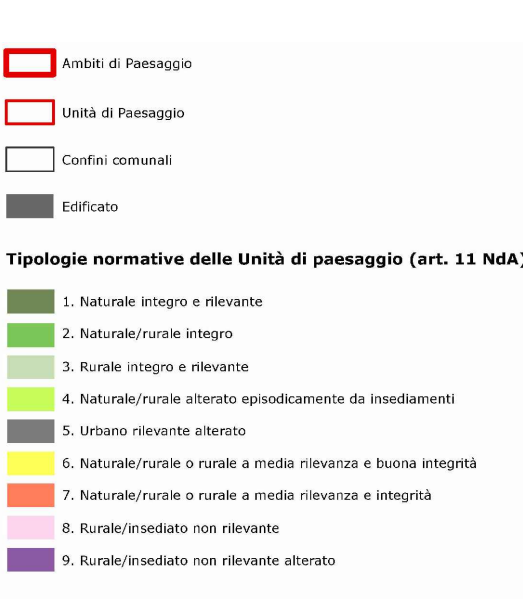 Ambiti di Paesaggio
Unità di Paesaggio
Confini comunali
Edificato
Tipologie normative delle Unità di paesaggio (art. 11 NdA)
1. Naturale integro e rilevante
2. Naturale/rurale integro
3. Rurale integro e rilevante
4. Naturale/rurale alterato episodicamente da insediamenti
5. Urbano rilevante alterato
6. Naturale/rurale o rurale a media rilevanza e buona integrità
7. Naturale/rurale o rurale a media rilevanza e integrità
8. Rurale/insediato non rilevante
9. Rurale/insediato non rilevante alterato